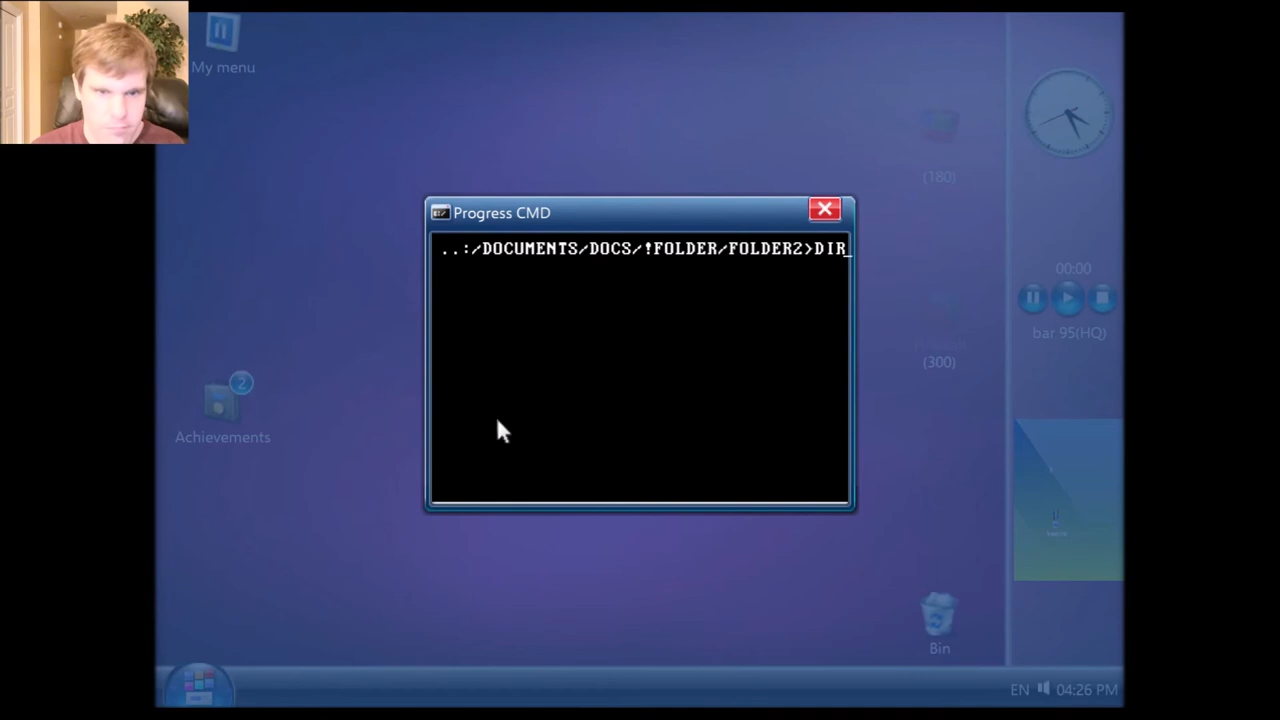 My menu
(180)
Progress CMD
..:/DOCUMENTS/DOCS/!FOLDER/FOLDER2>DIR_
00:00
bar 95(HQ)
(300)
2
Achievements
Bin
EN 04:26 PM